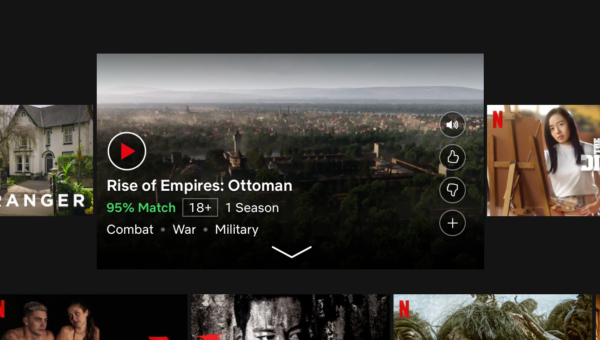 RANGER
Rise of Empires: Ottoman
95% Match 18+ 1 Season
Combat • War • Military
N
N
N